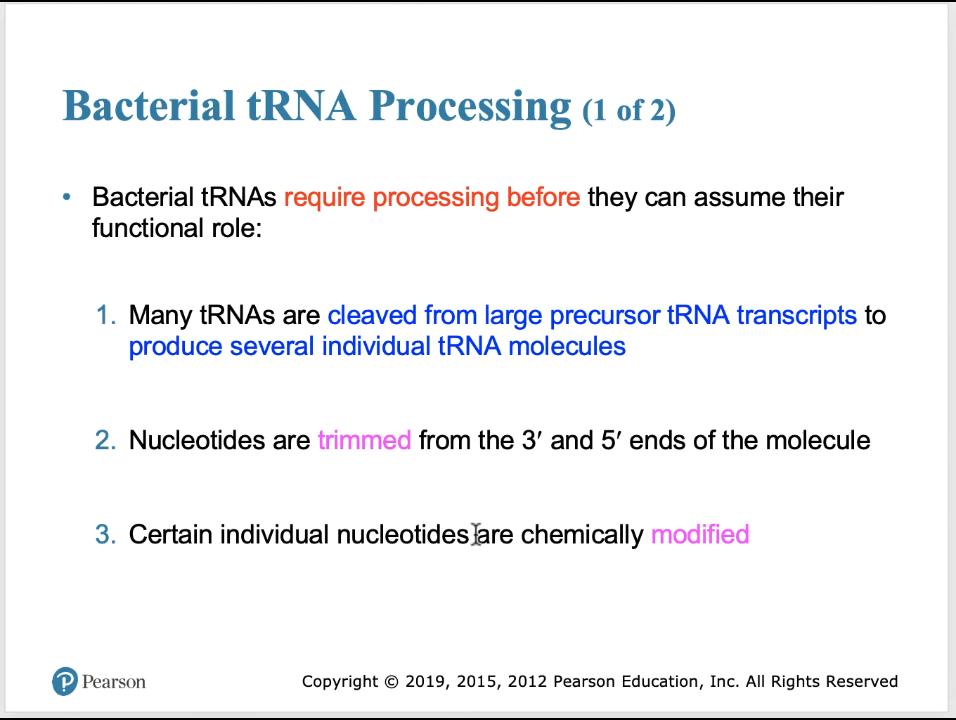 Bacterial tRNA Processing (1 of 2)
• Bacterial tRNAs require processing before they can assume their
functional role:
1. Many tRNAs are cleaved from large precursor tRNA transcripts to
produce several individual tRNA molecules
2. Nucleotides are trimmed from the 3′ and 5′ ends of the molecule
3. Certain individual nucleotides are chemically modified
Pearson
Copyright © 2019, 2015, 2012 Pearson Education, Inc. All Rights Reserved